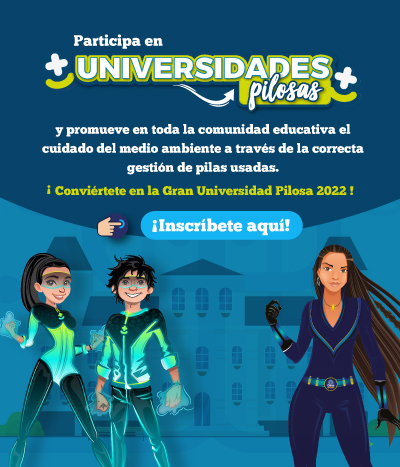 Participa en
UNIVERSIDADES
pilosas
y promueve en toda la comunidad educativa el
cuidado del medio ambiente a través de la correcta
gestión de pilas usadas.
¡ Conviértete en la Gran Universidad Pilosa 2022 !
¡Inscríbete aquí!